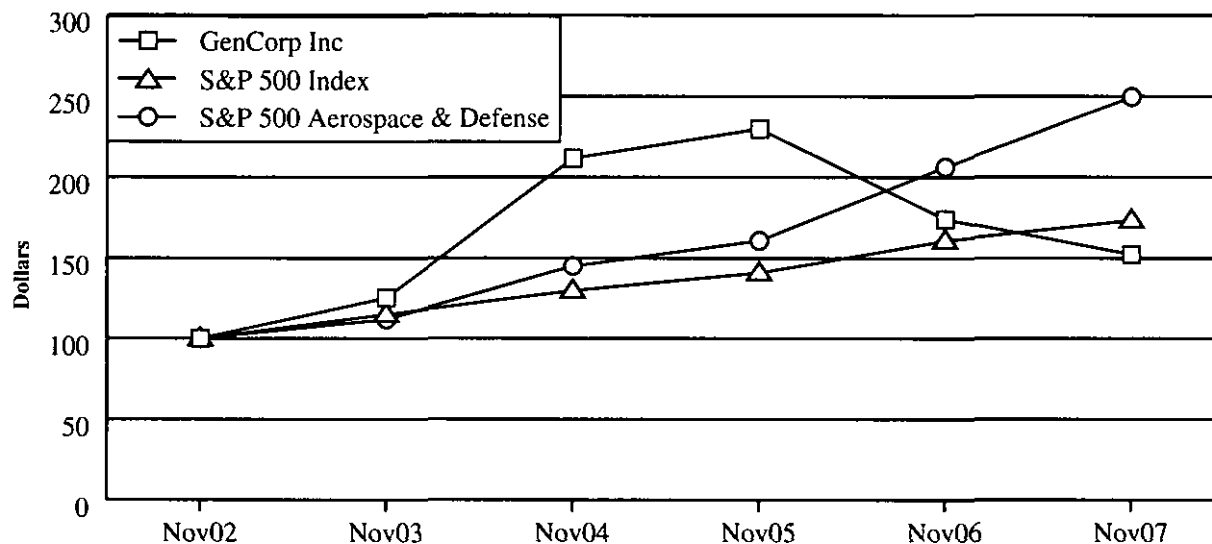 300
250
200
150
100
50
0
Dollars
GenCorp Inc
S&P 500 Index
S&P 500 Aerospace & Defense
Nov02 Nov03 Nov04 Nov05 Nov06 Nov07